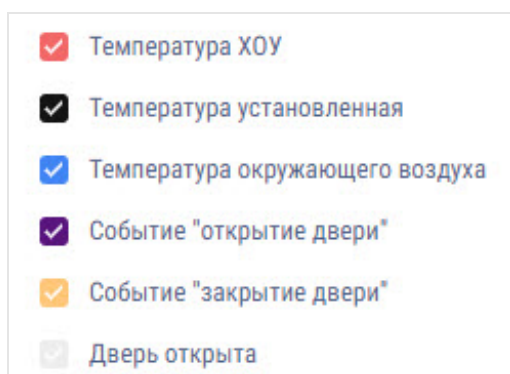 Температура ХОУ
Температура установленная
Температура окружающего воздуха
Событие "открытие двери"
Событие "закрытие двери"
Дверь открыта